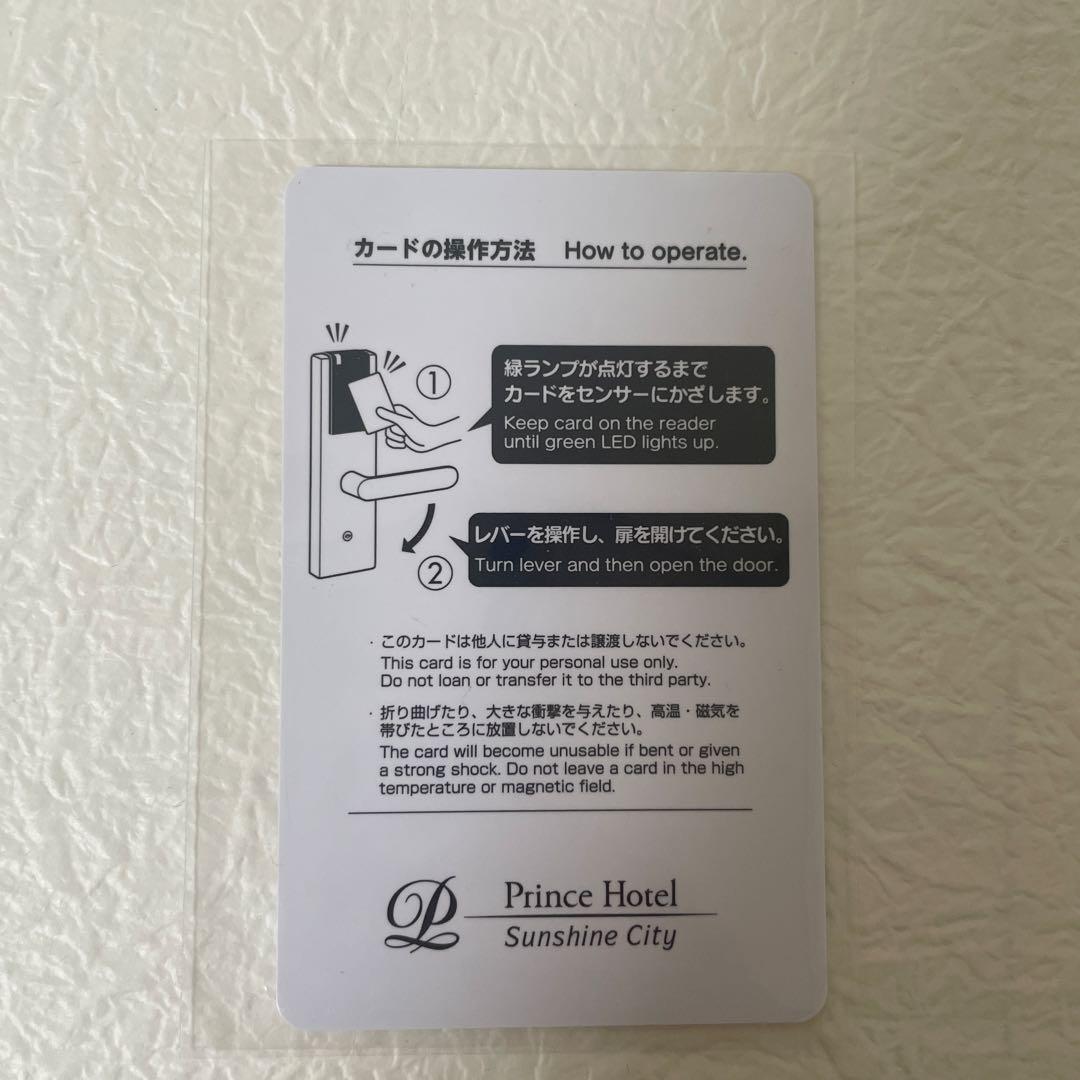 カードの操作方法 How to operate.
①
緑ランプが点灯するまで
カードをセンサーにかざします。
Keep card on the reader
until green LED lights up.
レバーを操作し、扉を開けてください。
Turn lever and then open the door.
②
・このカードは他人に貸与または譲渡しないでください。
This card is for your personal use only.
Do not loan or transfer it to the third party.
・折り曲げたり、大きな衝撃を与えたり、高温・磁気を
帯びたところに放置しないでください。
The card will become unusable if bent or given
a strong shock. Do not leave a card in the high
temperature or magnetic field.
Prince Hotel
Sunshine City